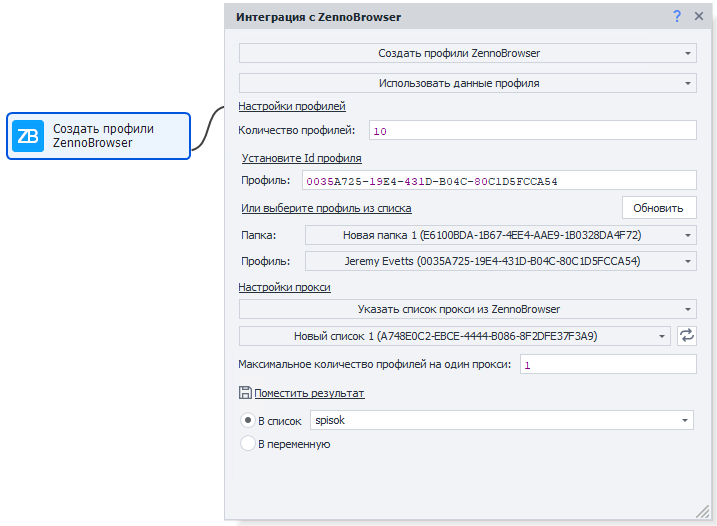 Интеграция с ZennoBrowser
?
Создать профили ZennoBrowser
Использовать данные профиля
Настройки профилей
Количество профилей: 10
ZB Создать профили
ZennoBrowser
Установите Id профиля
Профиль: 0035A725-19E4-431D-B04C-80C1D5FCCA54
Или выберите профиль из списка Обновить
Папка: Новая папка 1 (E6100BDA-1B67-4EE4-AAE9-1B0328DA4F72)
Профиль: Jeremy Evetts (0035A725-19E4-431D-B04C-80C1D5FCCA54)
Настройки прокси
Указать список прокси из ZennoBrowser
Новый список 1 (A748E0C2-EBCE-4444-B086-8F2DFE37F3A9)
Максимальное количество профилей на один прокси: 1
Поместить результат
В список spisok
В переменную